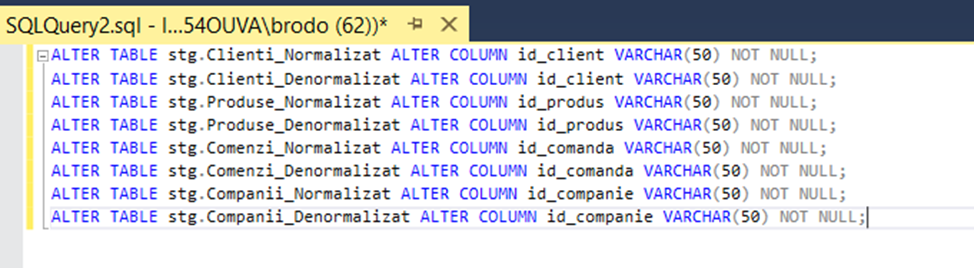 SQLQuery2.sql - l...54OUVA\brodo (62))*
ALTER TABLE stg.Clienti_Normalizat ALTER COLUMN id_client VARCHAR(50) NOT NULL;
ALTER TABLE stg.Clienti_Denormalizat ALTER COLUMN id_client VARCHAR(50) NOT NULL;
ALTER TABLE stg.Produse_Normalizat ALTER COLUMN id_produs VARCHAR(50) NOT NULL;
ALTER TABLE stg.Produse_Denormalizat ALTER COLUMN id_produs VARCHAR(50) NOT NULL;
ALTER TABLE stg.Comenzi_Normalizat ALTER COLUMN id_comanda VARCHAR(50) NOT NULL;
ALTER TABLE stg.Comenzi_Denormalizat ALTER COLUMN id_comanda VARCHAR(50) NOT NULL;
ALTER TABLE stg.Companii_Normalizat ALTER COLUMN id_companie VARCHAR(50) NOT NULL;
ALTER TABLE stg.Companii_Denormalizat ALTER COLUMN id_companie VARCHAR(50) NOT NULL;